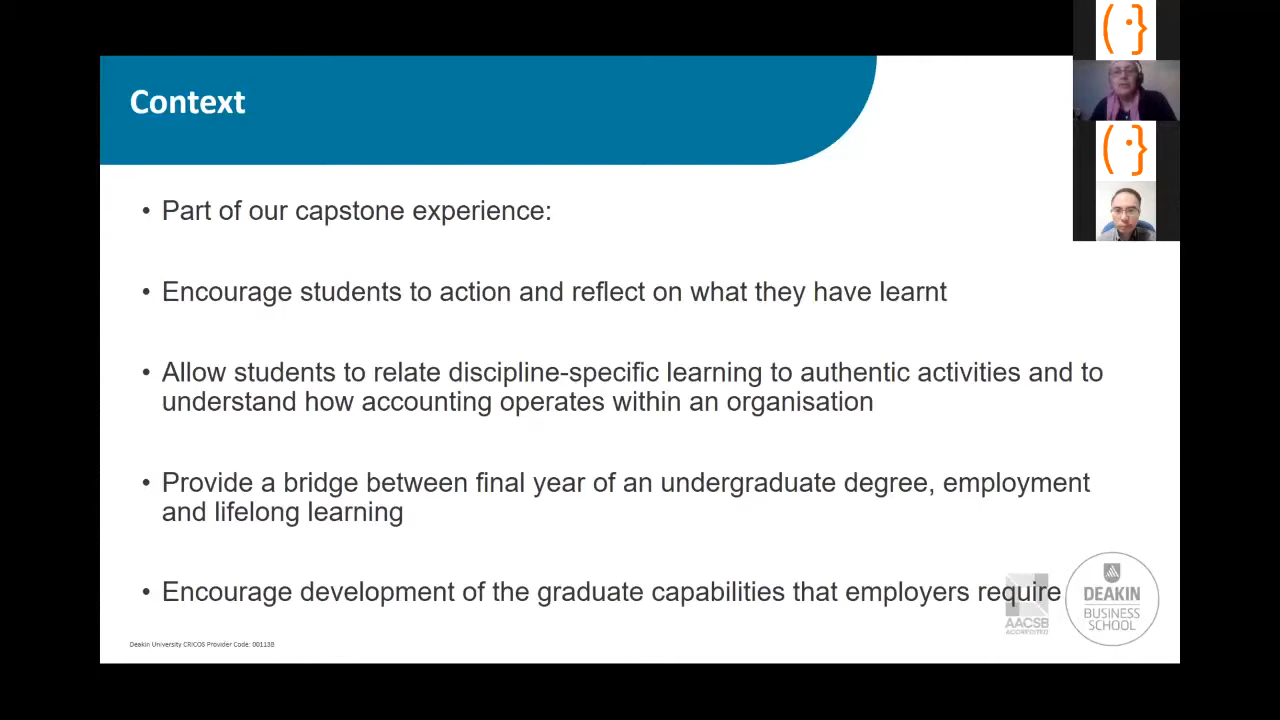 Context
• Part of our capstone experience:
• Encourage students to action and reflect on what they have learnt
• Allow students to relate discipline-specific learning to authentic activities and to
understand how accounting operates within an organisation
• Provide a bridge between final year of an undergraduate degree, employment
and lifelong learning
• Encourage development of the graduate capabilities that employers require
AACSB
ACCREDITED
DEAKIN
BUSINESS
SCHOOL
Deakin University CRICOS Provider Code: 00113B